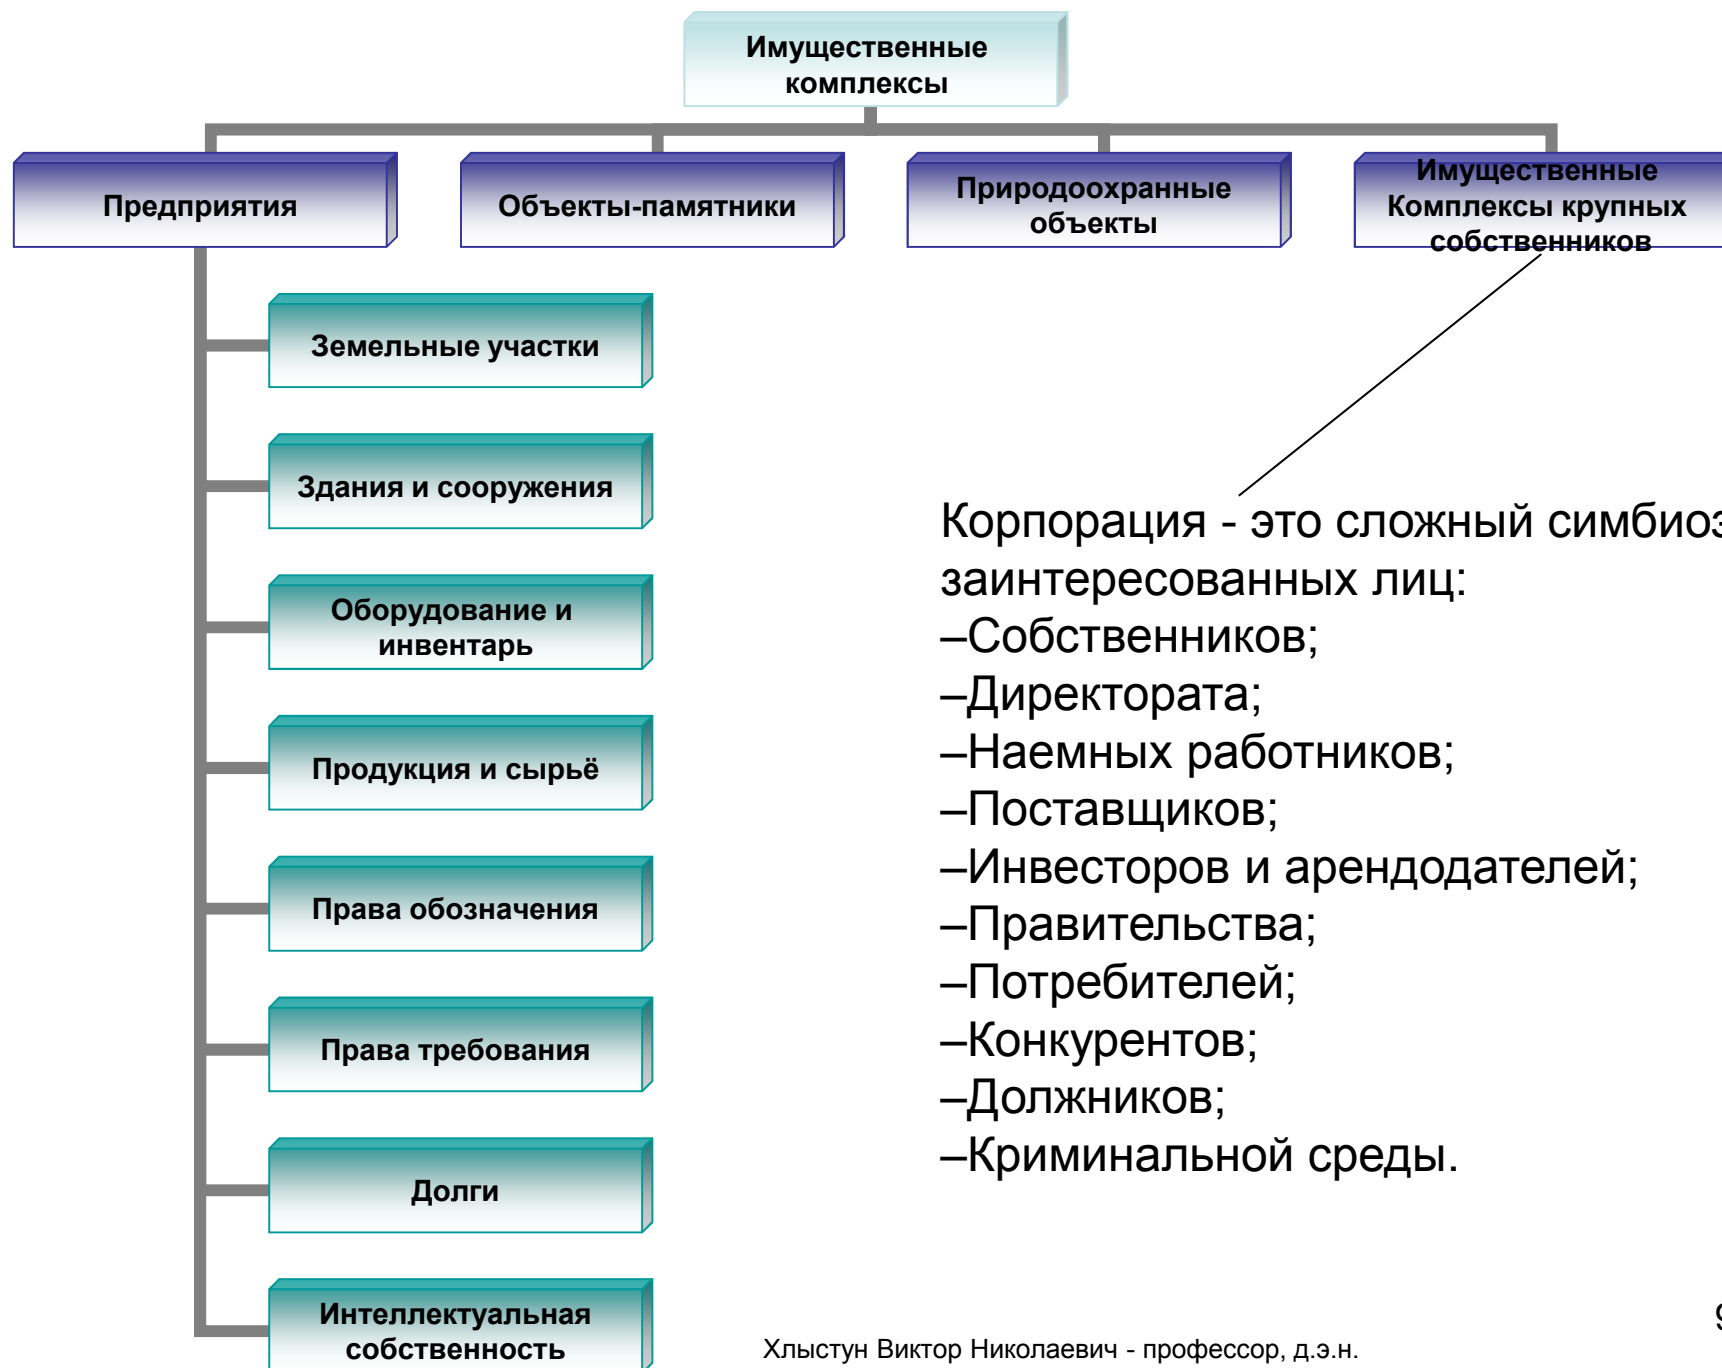 Имущественные
комплексы
Предприятия
Объекты-памятники
Природоохранные
объекты
Имущественные
Комплексы крупных
собственников
Земельные участки
Здания и сооружения
Оборудование и
инвентарь
Продукция и сырьё
Права обозначения
Права требования
Долги
Интеллектуальная
собственность
Корпорация - это сложный симбиоз
заинтересованных лиц:
–Собственников;
–Директората;
–Наемных работников;
–Поставщиков;
–Инвесторов и арендодателей;
–Правительства;
–Потребителей;
–Конкурентов;
–Должников;
–Криминальной среды.
Хлыстун Виктор Николаевич - профессор, д.э.н.